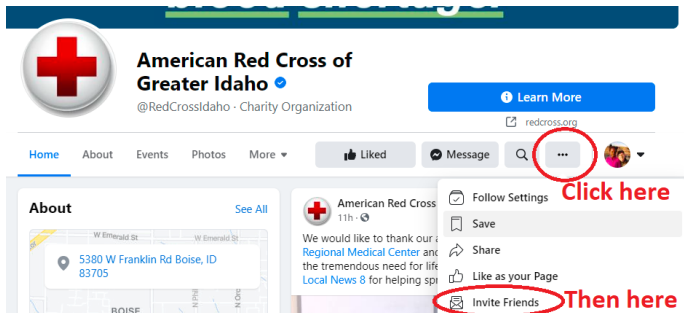 American Red Cross of
Greater Idaho
@RedCrossIdaho · Charity Organization
Learn More
redcross.org
Home About Events Photos More Liked Message
Click here
About See All
W Emerald St W Emerald St
5380 W Franklin Rd Boise, ID
83705
BOISE
American Red Cross
11h ·
We would like to thank our
Regional Medical Center and
the tremendous need for life
Local News 8 for helping
Follow Settings
Save
Share
Like as your Page
Invite Friends
Then here